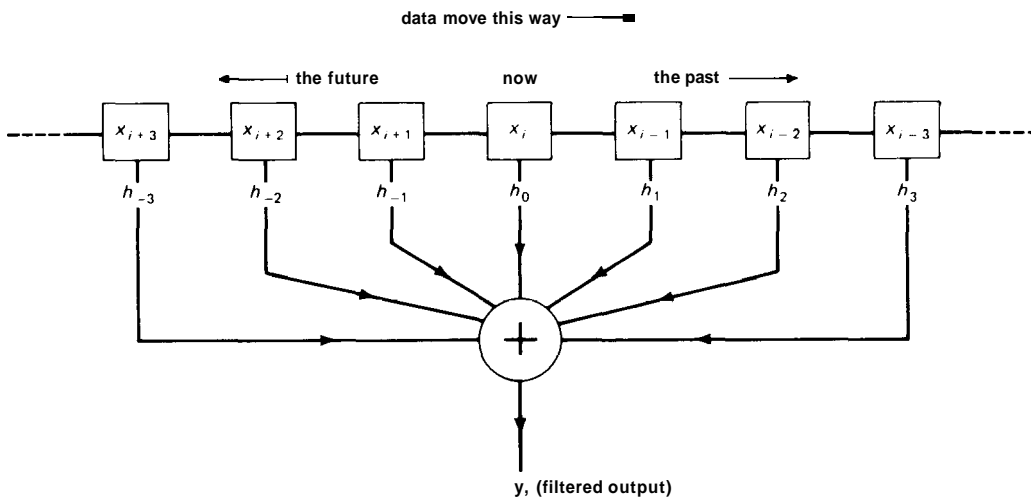 data move this way
the future now the past
x_{i+3} x_{i+2} x_{i+1} x_i x_{i−1} x_{i−2} x_{i−3}
h_{−3} h_{−2} h_{−1} h_0 h_1 h_2 h_3
+
y, (filtered output)